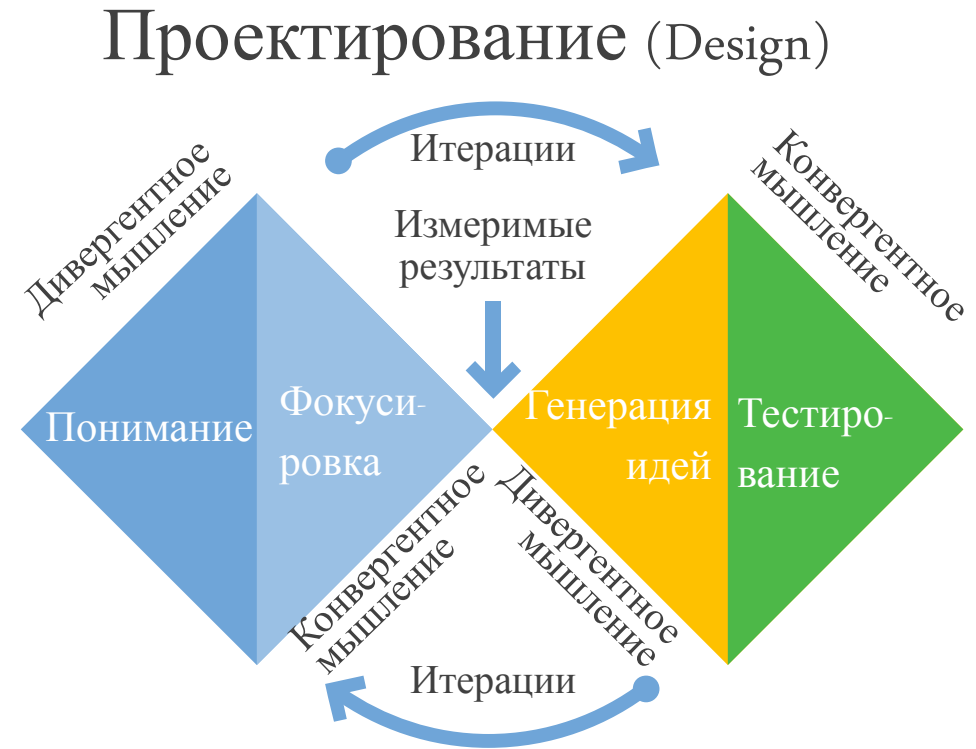 Проектирование (Design)
Итерации
Дивергентное
мышление
Конвергентное
мышление
Измеримые
результаты
Понимание
Фокуси-
ровка
Генерация
идей
Тестиро-
вание
Конвергентное
мышление
Дивергентное
мышление
Итерации